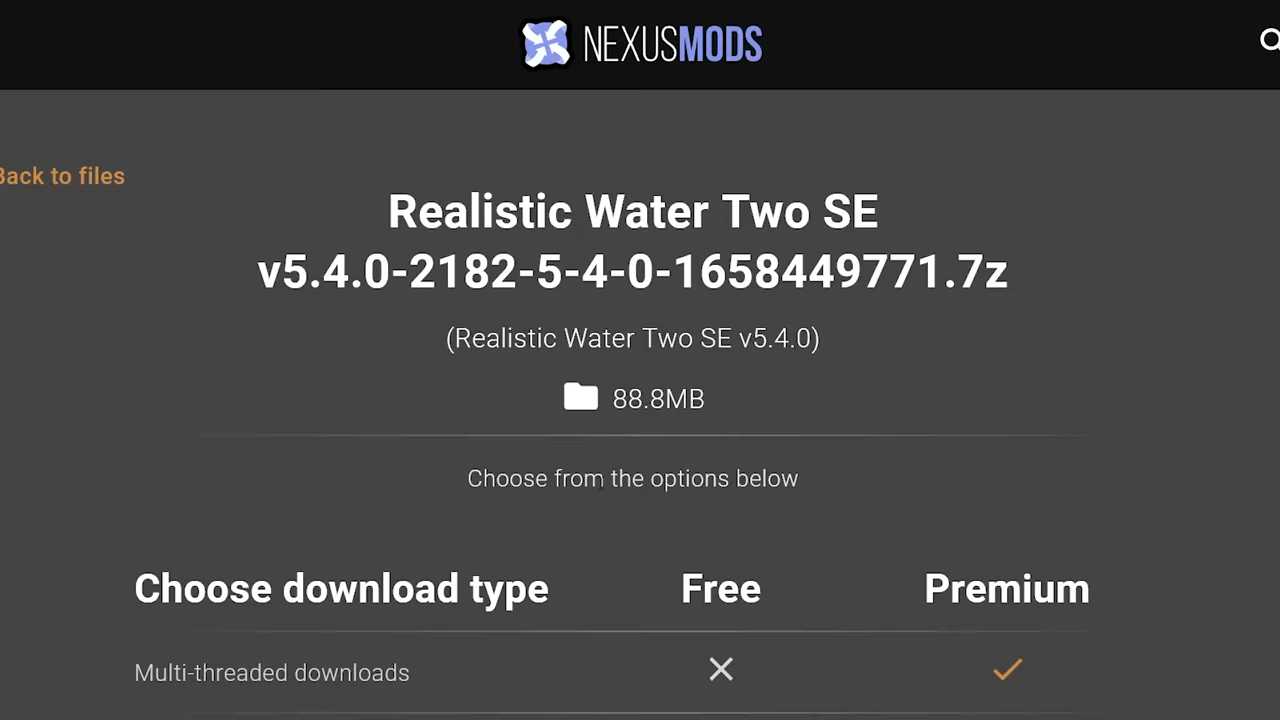 NEXUSMODS
Back to files
Realistic Water Two SE
v5.4.0-2182-5-4-0-1658449771.7z
(Realistic Water Two SE v5.4.0)
88.8MB
Choose from the options below
Choose download type Free Premium
Multi-threaded downloads